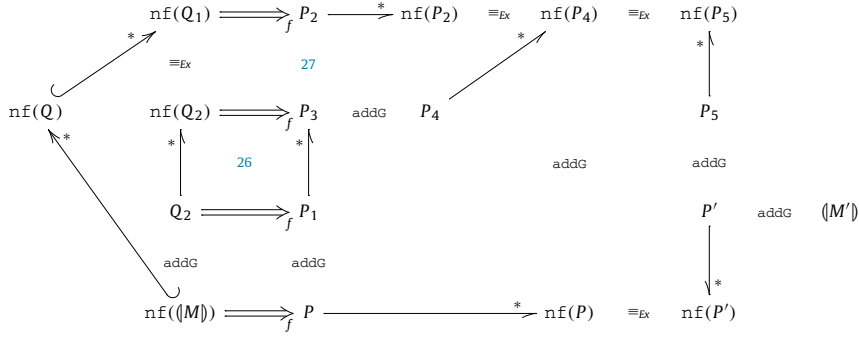 nf(Q₁) ⟹f P₂ ⟶* nf(P₂) ≡Ex nf(P₄) ≡Ex nf(P₅)
* ≡Ex 27 * *
nf(Q) nf(Q₂) ⟹f P₃ addG P₄ P₅
* * 26 * addG addG
Q₂ ⟹f P₁ P′ addG ⦇M′⦈
addG addG *
nf(⦇M⦈) ⟹f P ⟶* nf(P) ≡Ex nf(P′)